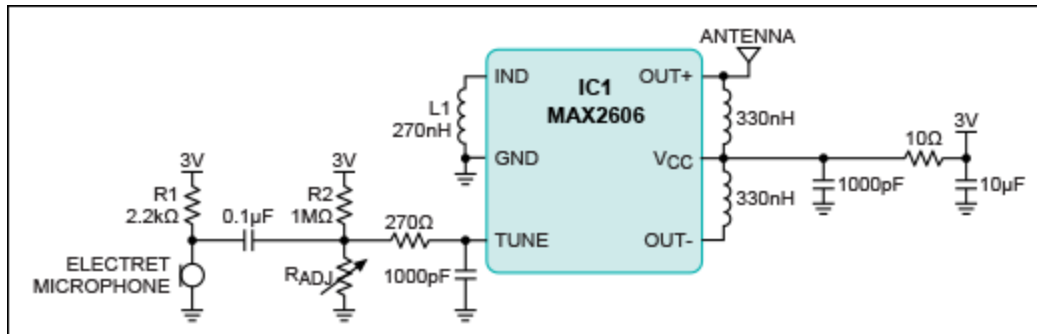 ANTENNA
IND
OUT+
IC1
MAX2606
L1
270nH
330nH
3V
10Ω
3V
3V
GND
VCC
R1
2.2kΩ
R2
1MΩ
1000pF
10µF
0.1µF
270Ω
330nH
TUNE
OUT-
ELECTRET
MICROPHONE
RADJ
1000pF